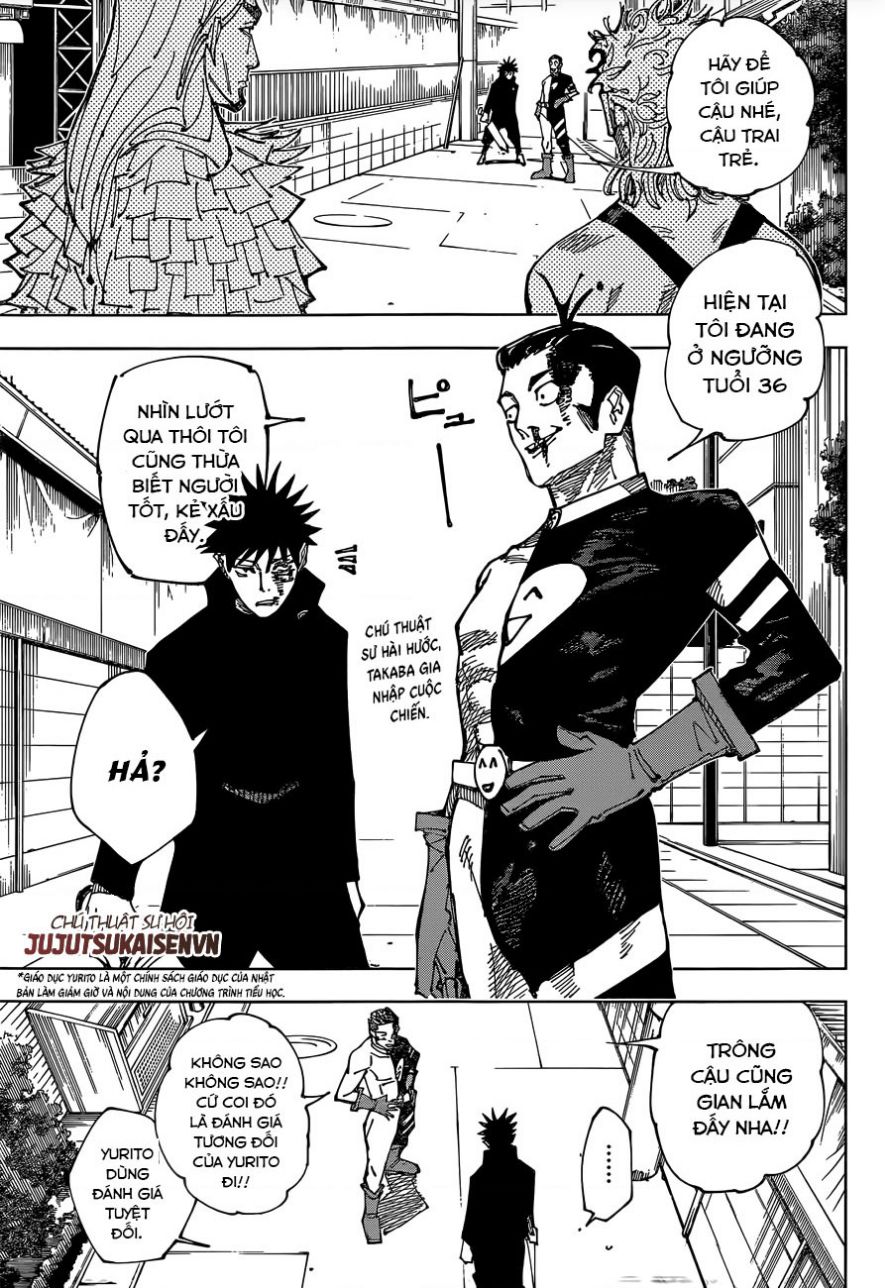 HÃY ĐỂ
TÔI GIÚP
CẬU NHÉ,
CẬU TRAI
TRẺ.
HIỆN TẠI
TÔI ĐANG
Ở NGƯỠNG
TUỔI 36
ピュー
NHÌN LƯỚT
QUA THÔI TÔI
CŨNG THỪA
BIẾT NGƯỜI
TỐT, KẺ XẤU
ĐẤY.
CHÚ THUẬT
SƯ HÀI HƯỚC,
TAKABA GIA
NHẬP CUỘC
CHIẾN.
HẢ?
CHÚ THUẬT SƯ HỘI
JUJUTSUKAISENVN
*GIÁO DỤC YURITO LÀ MỘT CHÍNH SÁCH GIÁO DỤC CỦA NHẬT
BẢN LÀM GIẢM GIỜ VÀ NỘI DUNG CỦA CHƯƠNG TRÌNH TIỂU HỌC.
TRÔNG
CẬU CŨNG
GIAN LẮM
ĐẤY NHA!!
......
KHÔNG SAO
KHÔNG SAO!!
CỨ COI ĐÓ
LÀ ĐÁNH GIÁ
TƯƠNG ĐỐI
CỦA YURITO
ĐI!
YURITO
DÙNG
ĐÁNH GIÁ
TUYỆT
ĐỐI.